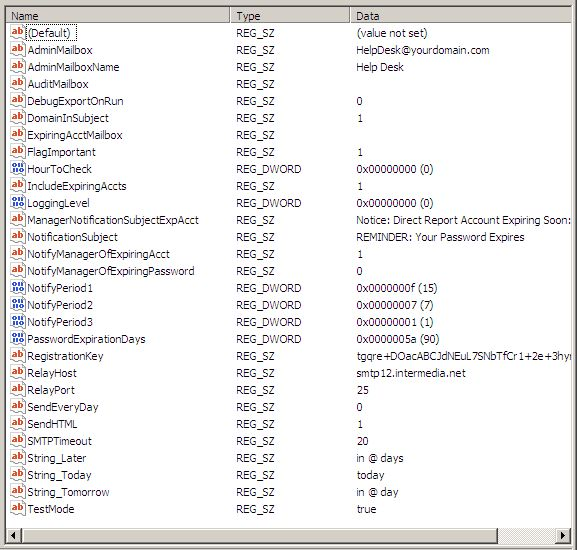 Name Type Data
(Default) REG_SZ (value not set)
AdminMailbox REG_SZ HelpDesk@yourdomain.com
AdminMailboxName REG_SZ Help Desk
AuditMailbox REG_SZ
DebugExportOnRun REG_SZ 0
DomainInSubject REG_SZ 1
ExpiringAcctMailbox REG_SZ
FlagImportant REG_SZ 1
HourToCheck REG_DWORD 0x00000000 (0)
IncludeExpiringAccts REG_SZ 1
LoggingLevel REG_DWORD 0x00000000 (0)
ManagerNotificationSubjectExpAcct REG_SZ Notice: Direct Report Account Expiring Soon:
NotificationSubject REG_SZ REMINDER: Your Password Expires
NotifyManagerOfExpiringAcct REG_SZ 1
NotifyManagerOfExpiringPassword REG_SZ 0
NotifyPeriod1 REG_DWORD 0x0000000f (15)
NotifyPeriod2 REG_DWORD 0x00000007 (7)
NotifyPeriod3 REG_DWORD 0x00000001 (1)
PasswordExpirationDays REG_DWORD 0x0000005a (90)
RegistrationKey REG_SZ tgqre+DOacABCJdNEuL7SNbTfCr1+2e+3hyr
RelayHost REG_SZ smtp12.intermedia.net
RelayPort REG_SZ 25
SendEveryDay REG_SZ 0
SendHTML REG_SZ 1
SMTPTimeout REG_SZ 20
String_Later REG_SZ in @ days
String_Today REG_SZ today
String_Tomorrow REG_SZ in @ day
TestMode REG_SZ true